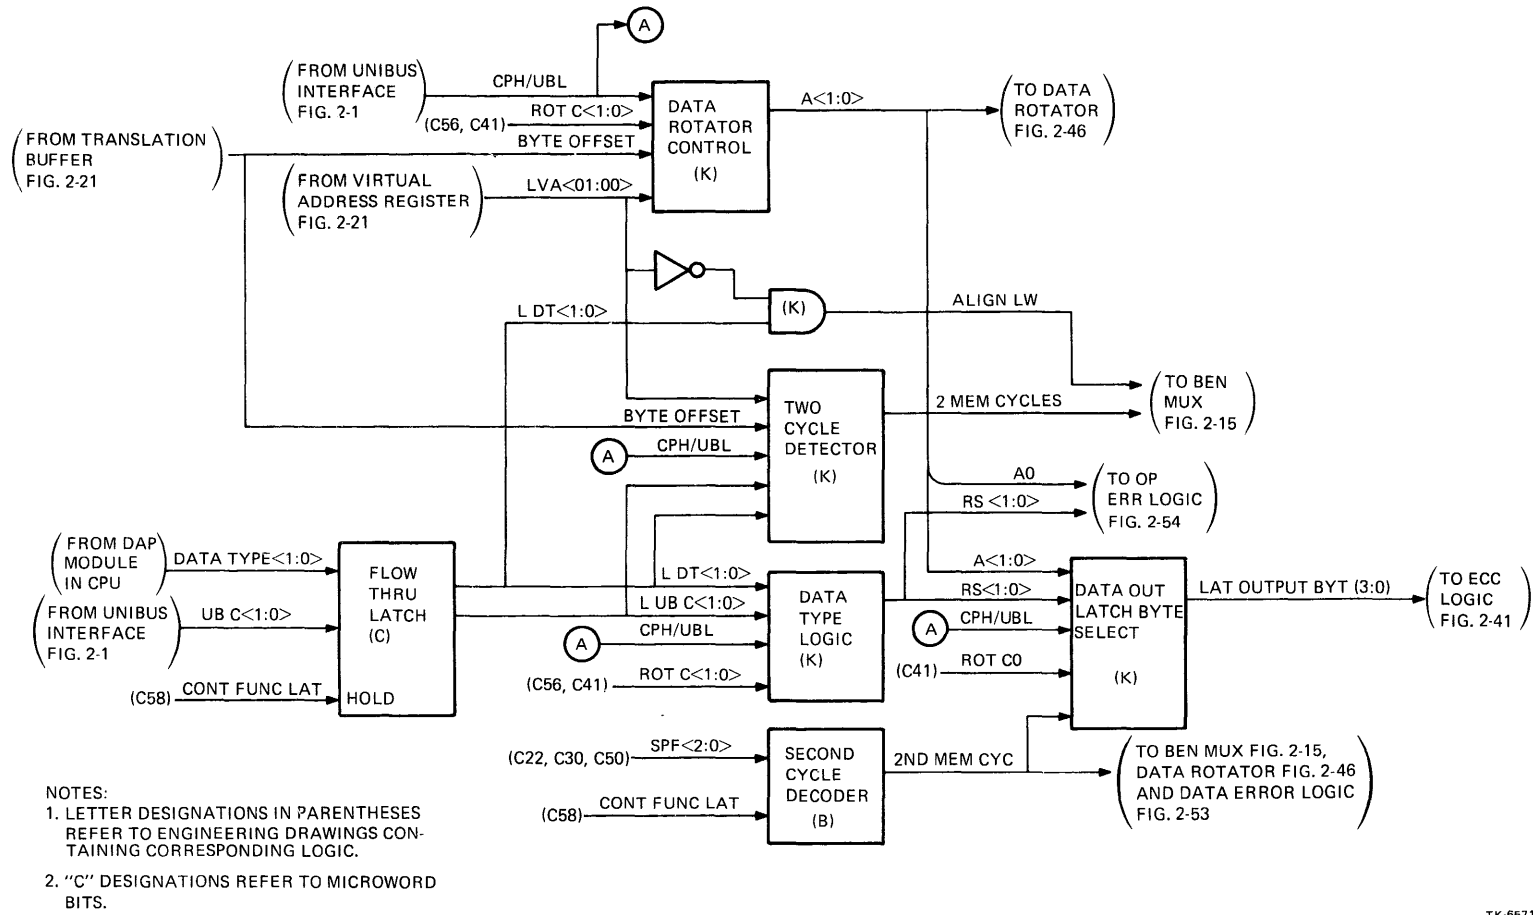 A
(FROM UNIBUS
INTERFACE
FIG. 2-1)
CPH/UBL
ROT C<1:0>
(C56, C41)
BYTE OFFSET
(FROM TRANSLATION
BUFFER
FIG. 2-21)
(FROM VIRTUAL
ADDRESS REGISTER
FIG. 2-21)
LVA<01:00>
DATA
ROTATOR
CONTROL
(K)
A<1:0>
(TO DATA
ROTATOR
FIG. 2-46)
L DT<1:0>
(K)
ALIGN LW
BYTE OFFSET
A
CPH/UBL
TWO
CYCLE
DETECTOR
(K)
2 MEM CYCLES
(TO BEN
MUX
FIG. 2-15)
A0
RS <1:0>
(TO OP
ERR LOGIC
FIG. 2-54)
(FROM DAP
MODULE
IN CPU)
DATA TYPE<1:0>
(FROM UNIBUS
INTERFACE
FIG. 2-1)
UB C<1:0>
(C58)
CONT FUNC LAT
FLOW
THRU
LATCH
(C)
HOLD
L DT<1:0>
L UB C<1:0>
A
CPH/UBL
(C56, C41)
ROT C<1:0>
DATA
TYPE
LOGIC
(K)
A<1:0>
RS<1:0>
A
CPH/UBL
(C41)
ROT C0
DATA OUT
LATCH BYTE
SELECT
(K)
LAT OUTPUT BYT (3:0)
(TO ECC
LOGIC
FIG. 2-41)
(C22, C30, C50)
SPF<2:0>
(C58)
CONT FUNC LAT
SECOND
CYCLE
DECODER
(B)
2ND MEM CYC
(TO BEN MUX FIG. 2-15,
DATA ROTATOR FIG. 2-46
AND DATA ERROR LOGIC
FIG. 2-53)
NOTES:
1. LETTER DESIGNATIONS IN PARENTHESES
REFER TO ENGINEERING DRAWINGS CON-
TAINING CORRESPONDING LOGIC.
2. "C" DESIGNATIONS REFER TO MICROWORD
BITS.